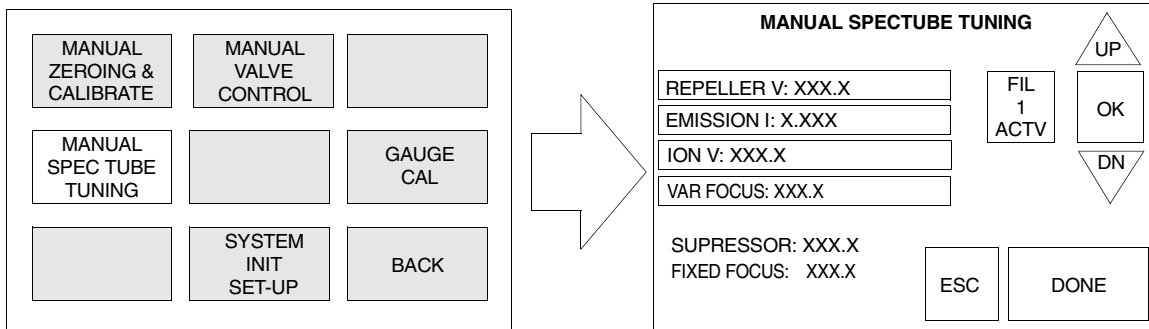 MANUAL
ZEROING &
CALIBRATE
MANUAL
VALVE
CONTROL
MANUAL
SPEC TUBE
TUNING
GAUGE
CAL
SYSTEM
INIT
SET-UP
BACK
MANUAL SPECTUBE TUNING
UP
REPELLER V: XXX.X
EMISSION I: X.XXX
ION V: XXX.X
VAR FOCUS: XXX.X
FIL
1
ACTV
OK
DN
SUPRESSOR: XXX.X
FIXED FOCUS: XXX.X
ESC
DONE